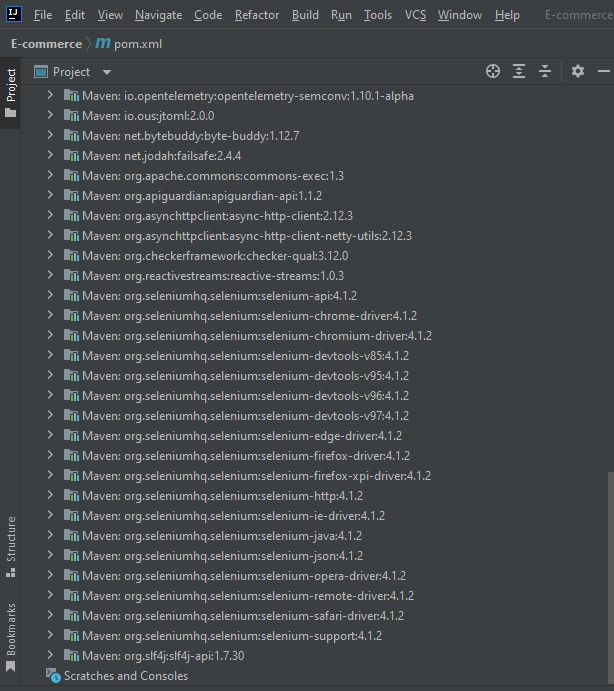 IJ File Edit View Navigate Code Refactor Build Run Tools VCS Window Help E-commerce
E-commerce m pom.xml
Project
Project
Maven: io.opentelemetry:opentelemetry-semconv:1.10.1-alpha
Maven: io.ous:jtoml:2.0.0
Maven: net.bytebuddy:byte-buddy:1.12.7
Maven: net.jodah:failsafe:2.4.4
Maven: org.apache.commons:commons-exec:1.3
Maven: org.apiguardian:apiguardian-api:1.1.2
Maven: org.asynchttpclient:async-http-client:2.12.3
Maven: org.asynchttpclient:async-http-client-netty-utils:2.12.3
Maven: org.checkerframework:checker-qual:3.12.0
Maven: org.reactivestreams:reactive-streams:1.0.3
Maven: org.seleniumhq.selenium:selenium-api:4.1.2
Maven: org.seleniumhq.selenium:selenium-chrome-driver:4.1.2
Maven: org.seleniumhq.selenium:selenium-chromium-driver:4.1.2
Maven: org.seleniumhq.selenium:selenium-devtools-v85:4.1.2
Maven: org.seleniumhq.selenium:selenium-devtools-v95:4.1.2
Maven: org.seleniumhq.selenium:selenium-devtools-v96:4.1.2
Maven: org.seleniumhq.selenium:selenium-devtools-v97:4.1.2
Maven: org.seleniumhq.selenium:selenium-edge-driver:4.1.2
Maven: org.seleniumhq.selenium:selenium-firefox-driver:4.1.2
Maven: org.seleniumhq.selenium:selenium-firefox-xpi-driver:4.1.2
Maven: org.seleniumhq.selenium:selenium-http:4.1.2
Maven: org.seleniumhq.selenium:selenium-ie-driver:4.1.2
Maven: org.seleniumhq.selenium:selenium-java:4.1.2
Maven: org.seleniumhq.selenium:selenium-json:4.1.2
Maven: org.seleniumhq.selenium:selenium-opera-driver:4.1.2
Maven: org.seleniumhq.selenium:selenium-remote-driver:4.1.2
Maven: org.seleniumhq.selenium:selenium-safari-driver:4.1.2
Maven: org.seleniumhq.selenium:selenium-support:4.1.2
Maven: org.slf4j:slf4j-api:1.7.30
Scratches and Consoles
Structure
Bookmarks